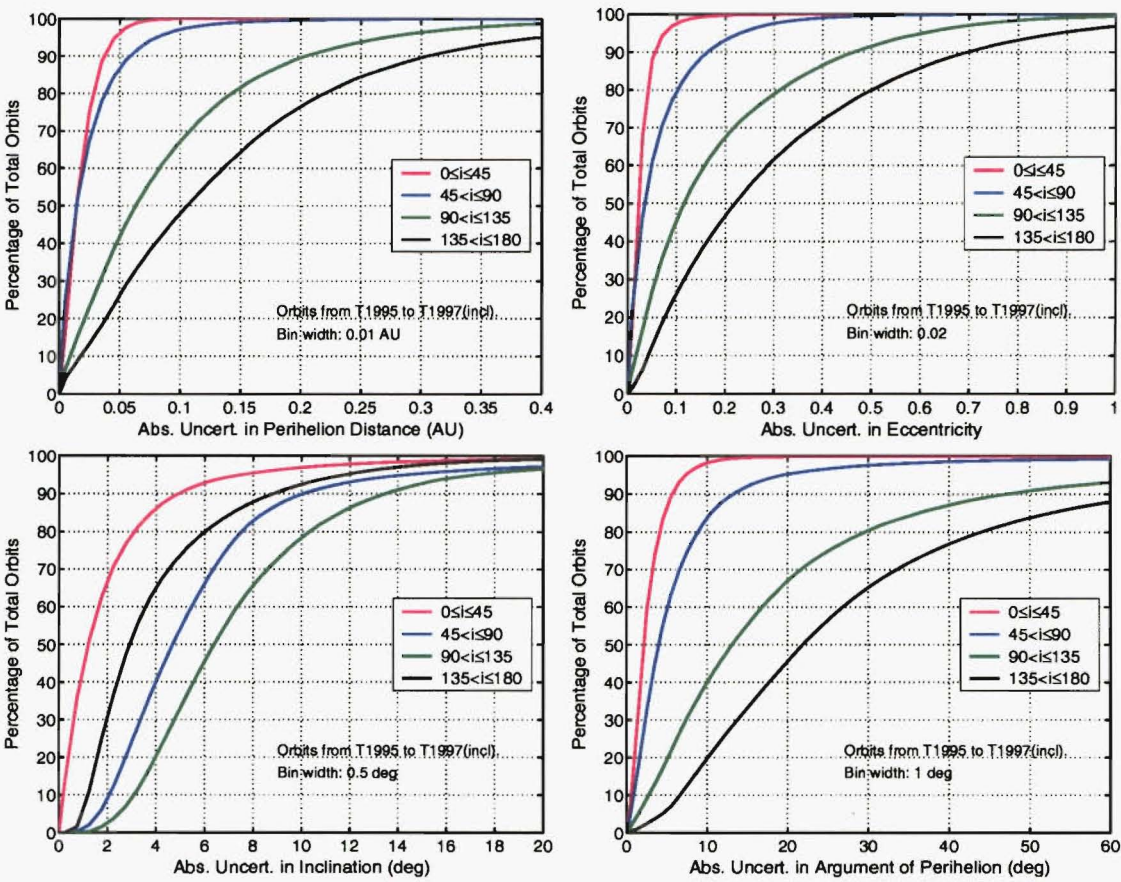 Percentage of Total Orbits
100
90
80
70
60
50
40
30
20
10
0
0≤i≤45
45<i≤90
90<i≤135
135<i≤180
Orbits from T1995 to T1997(incl).
Bin width: 0.01 AU
0 0.05 0.1 0.15 0.2 0.25 0.3 0.35 0.4
Abs. Uncert. in Perihelion Distance (AU)
Percentage of Total Orbits
100
90
80
70
60
50
40
30
20
10
0
0≤i≤45
45<i≤90
90<i≤135
135<i≤180
Orbits from T1995 to T1997(incl).
Bin width: 0.02
0 0.1 0.2 0.3 0.4 0.5 0.6 0.7 0.8 0.9 1
Abs. Uncert. in Eccentricity
Percentage of Total Orbits
100
90
80
70
60
50
40
30
20
10
0
0≤i≤45
45<i≤90
90<i≤135
135<i≤180
Orbits from T1995 to T1997(incl).
Bin width: 0.5 deg
0 2 4 6 8 10 12 14 16 18 20
Abs. Uncert. in Inclination (deg)
Percentage of Total Orbits
100
90
80
70
60
50
40
30
20
10
0
0≤i≤45
45<i≤90
90<i≤135
135<i≤180
Orbits from T1995 to T1997(incl).
Bin width: 1 deg
0 10 20 30 40 50 60
Abs. Uncert. in Argument of Perihelion (deg)